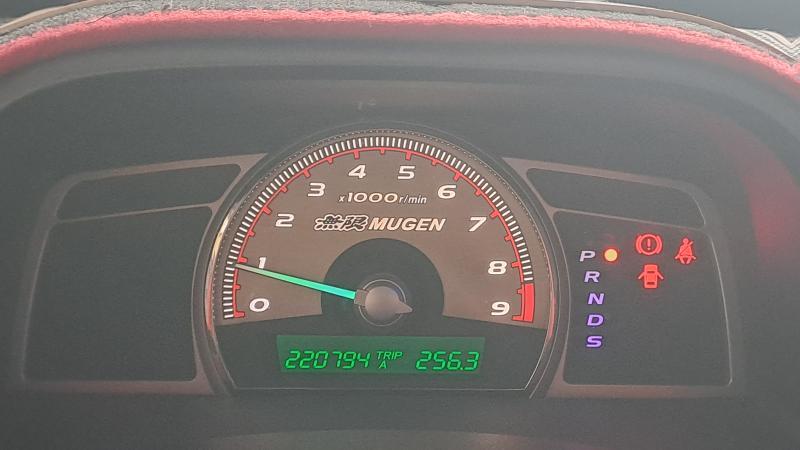 0
1
2
3
4
5
6
7
8
9
x1000r/min
無限 MUGEN
220794 TRIP A 256.3
P
R
N
D
S